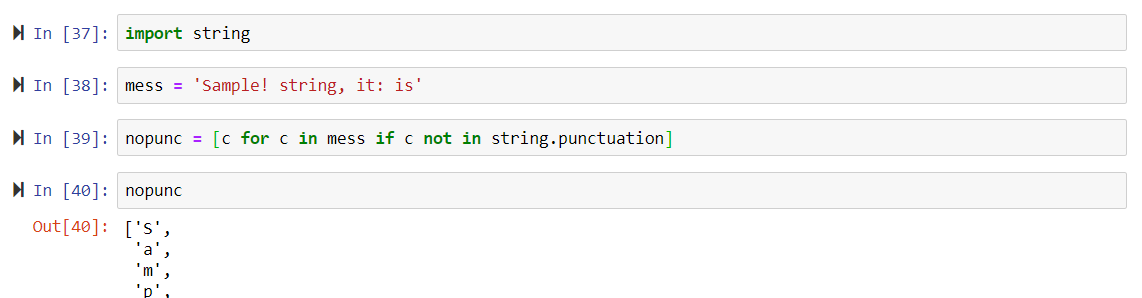 In [37]: import string
In [38]: mess = 'Sample! string, it: is'
In [39]: nopunc = [c for c in mess if c not in string.punctuation]
In [40]: nopunc
Out[40]: ['S',
'a',
'm',
'p',